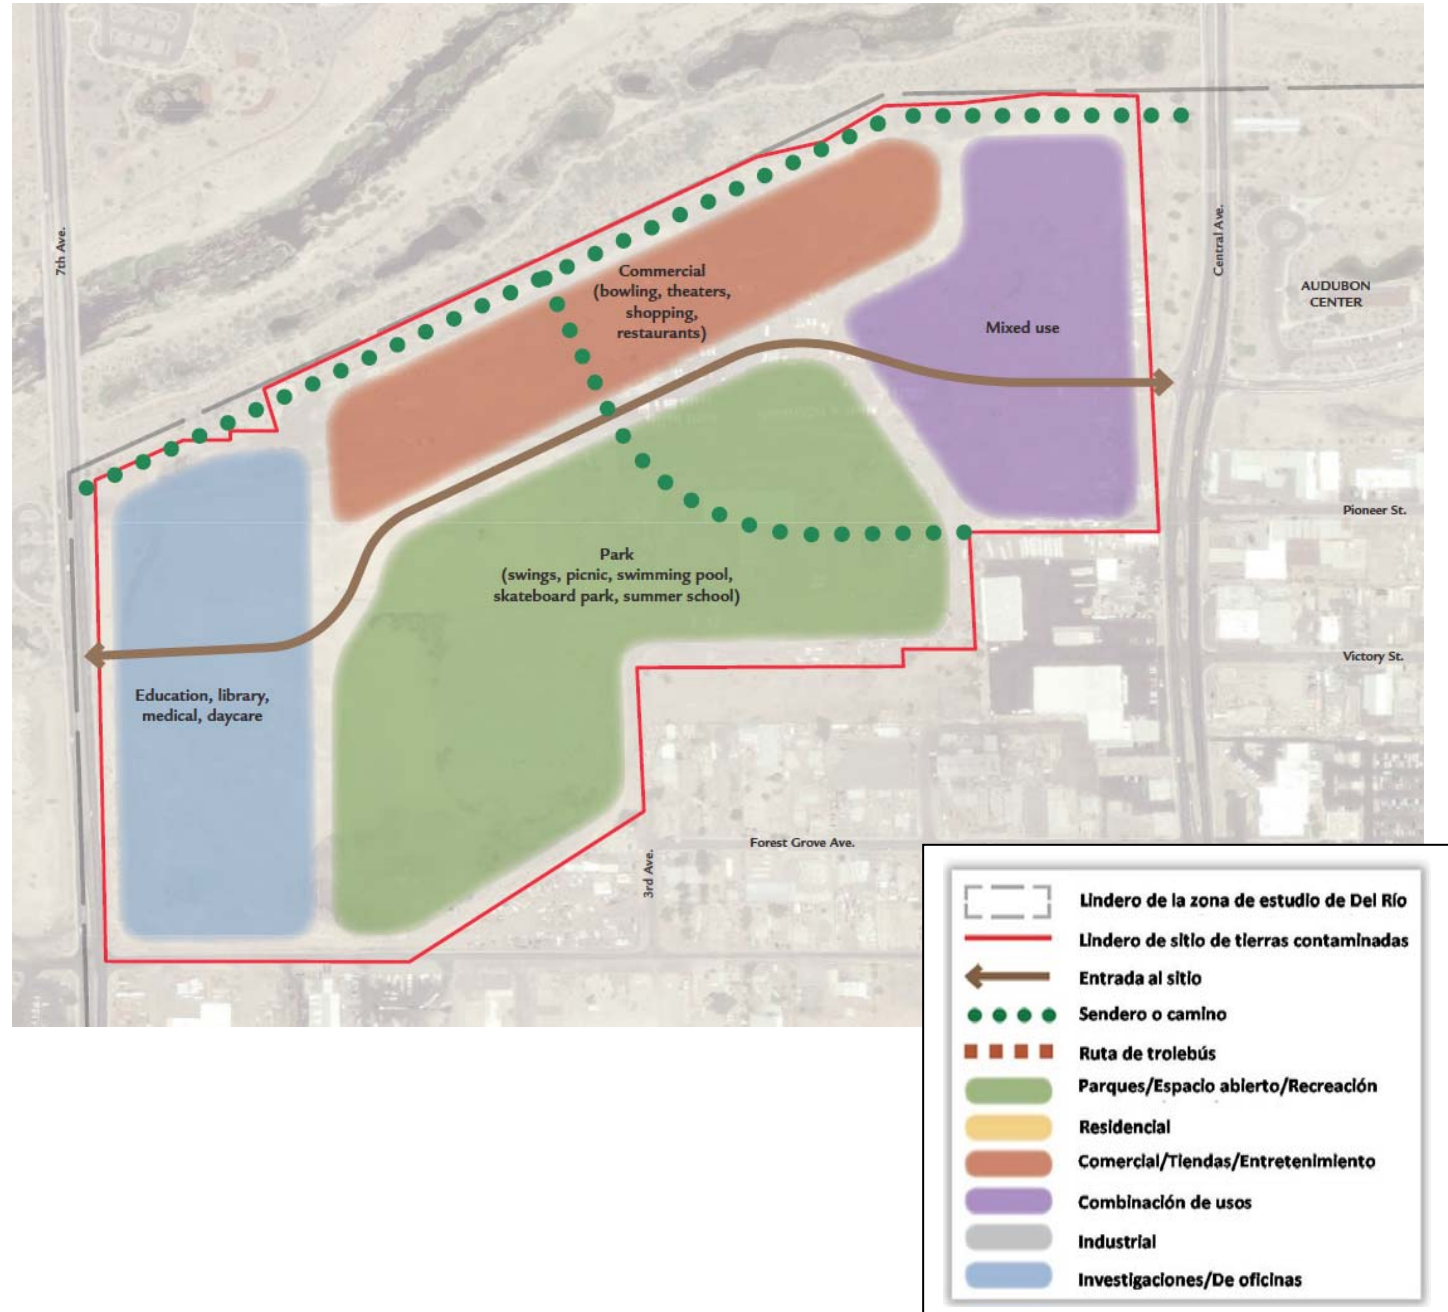 7th Ave.
Commercial
(bowling, theaters,
shopping,
restaurants)
Mixed use
Central Ave.
AUDUBON
CENTER
Pioneer St.
Park
(swings, picnic, swimming pool,
skateboard park, summer school)
Victory St.
Education, library,
medical, daycare
Forest Grove Ave.
3rd Ave.
Lindero de la zona de estudio de Del Río
Lindero de sitio de tierras contaminadas
Entrada al sitio
Sendero o camino
Ruta de trolebús
Parques/Espacio abierto/Recreación
Residencial
Comercial/Tiendas/Entretenimiento
Combinación de usos
Industrial
Investigaciones/De oficinas